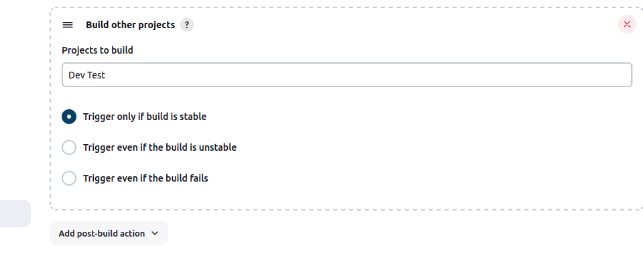 Build other projects ?
Projects to build
Dev Test
Trigger only if build is stable
Trigger even if the build is unstable
Trigger even if the build fails
Add post-build action